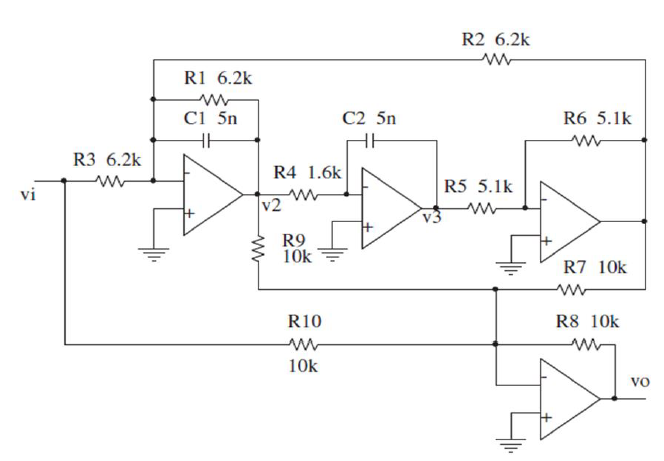 R2 6.2k
R1 6.2k
C1 5n
C2 5n
R6 5.1k
R3 6.2k
R4 1.6k
R5 5.1k
vi
v2
v3
R9
10k
R7 10k
R10
R8 10k
10k
vo
-
+
-
+
-
+
-
+